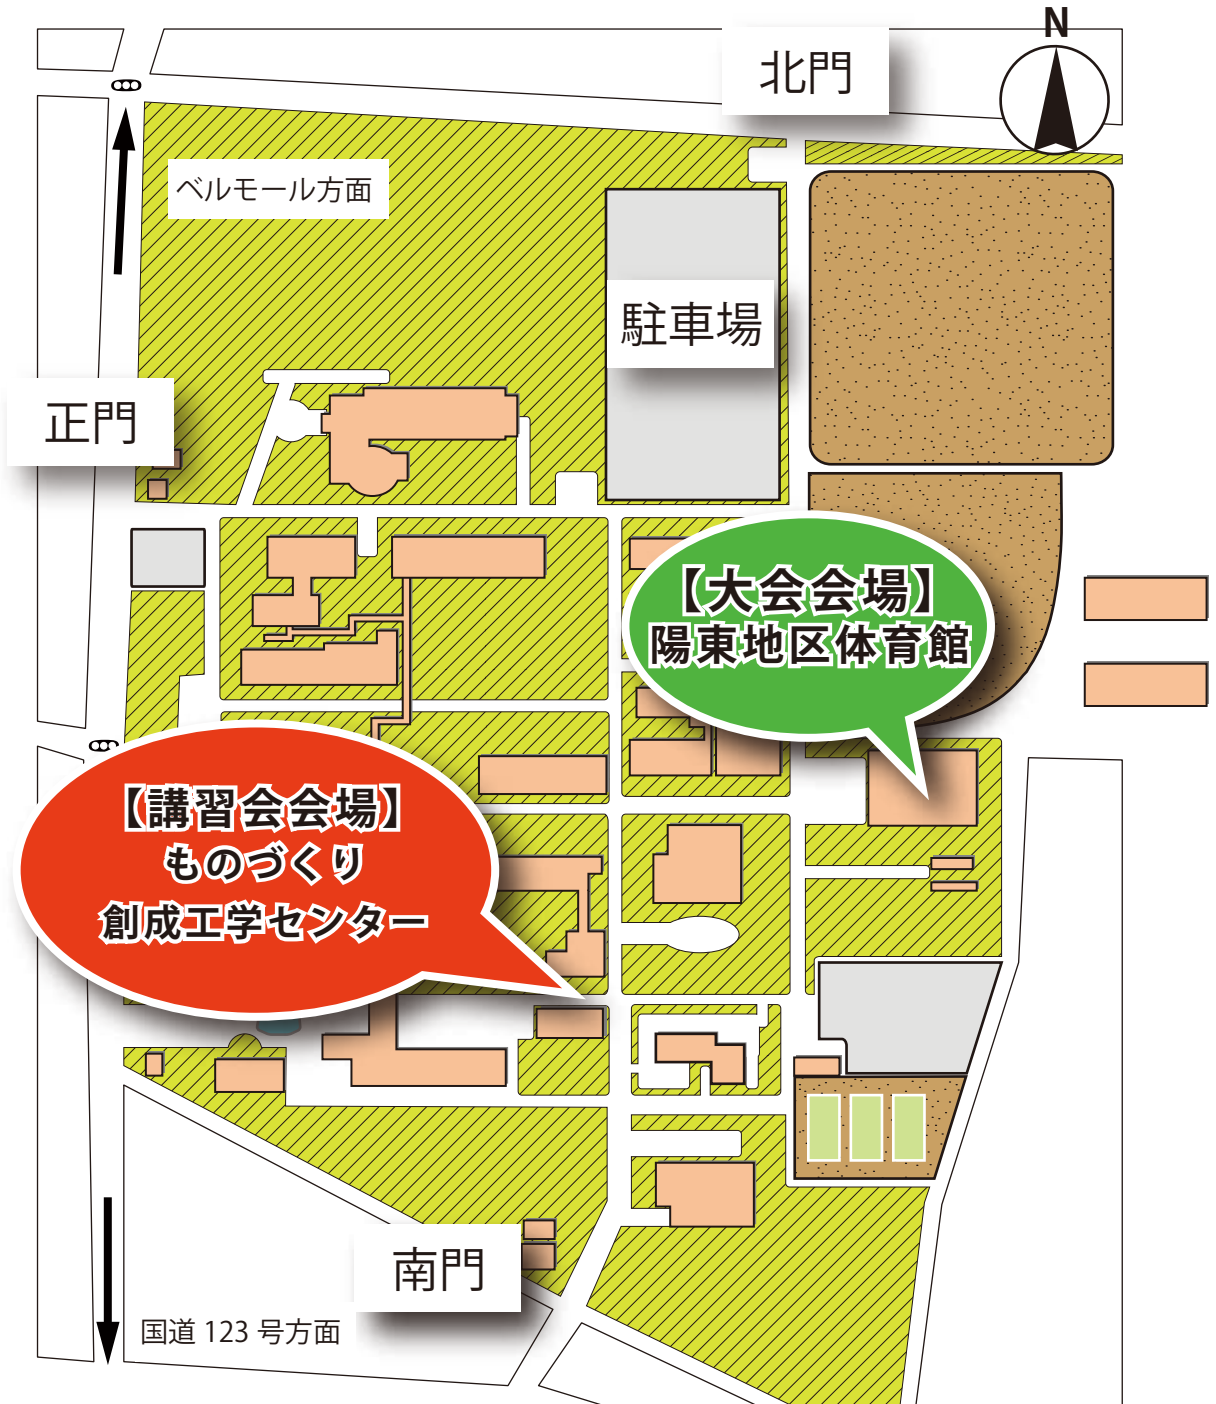 N
北門
ベルモール方面
駐車場
正門
【大会会場】
陽東地区体育館
【講習会会場】
ものづくり
創成工学センター
南門
国道 123 号方面